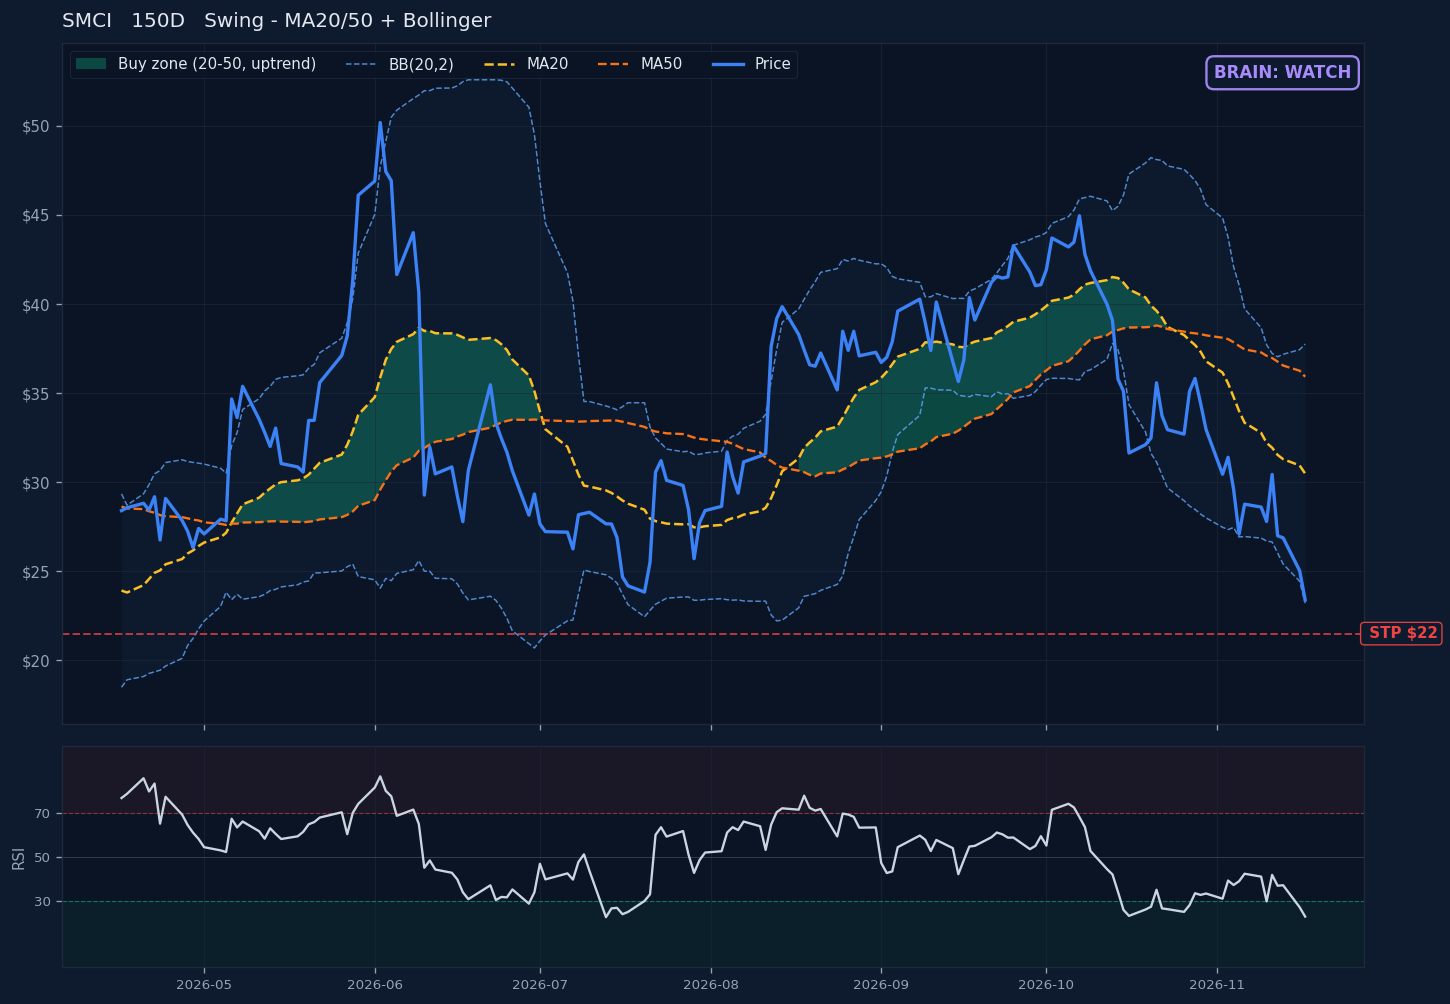 SMCI   150D   Swing - MA20/50 + Bollinger
Buy zone (20-50, uptrend)   BB(20,2)   MA20   MA50   Price
BRAIN: WATCH
$50
$45
$40
$35
$30
$25
$20
STP $22
RSI
70
50
30
2026-05   2026-06   2026-07   2026-08   2026-09   2026-10   2026-11